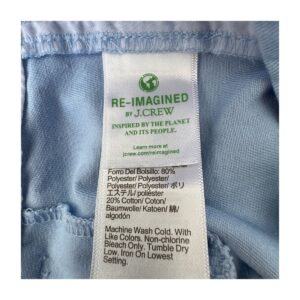 RE-IMAGINED
BY J.CREW
INSPIRED BY THE PLANET
AND ITS PEOPLE.
Learn more at
jcrew.com/reimagined
Forro Del Bolsillo: 80%
Polyester/ Polyester/
Polyester/ Polyester/ ポリ
エステル/ poliéster
20% Cotton/ Coton/
Baumwolle/ Katoen/ 綿/
algodón
Machine Wash Cold. With
Like Colors. Non-chlorine
Bleach Only. Tumble Dry
Low. Iron On Lowest
Setting.